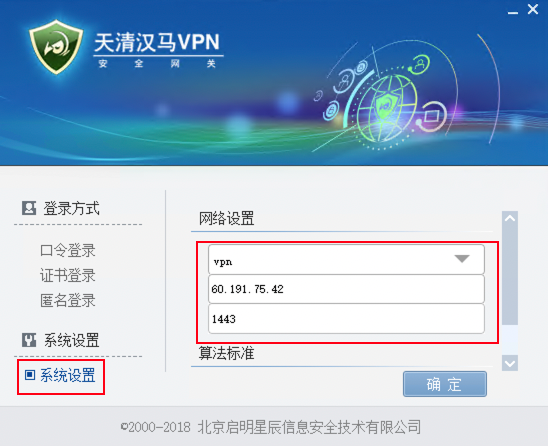 天清汉马VPN
安全网关
登录方式
口令登录
证书登录
匿名登录
系统设置
系统设置
网络设置
vpn
60.191.75.42
1443
算法标准
确 定
©2000-2018 北京启明星辰信息安全技术有限公司